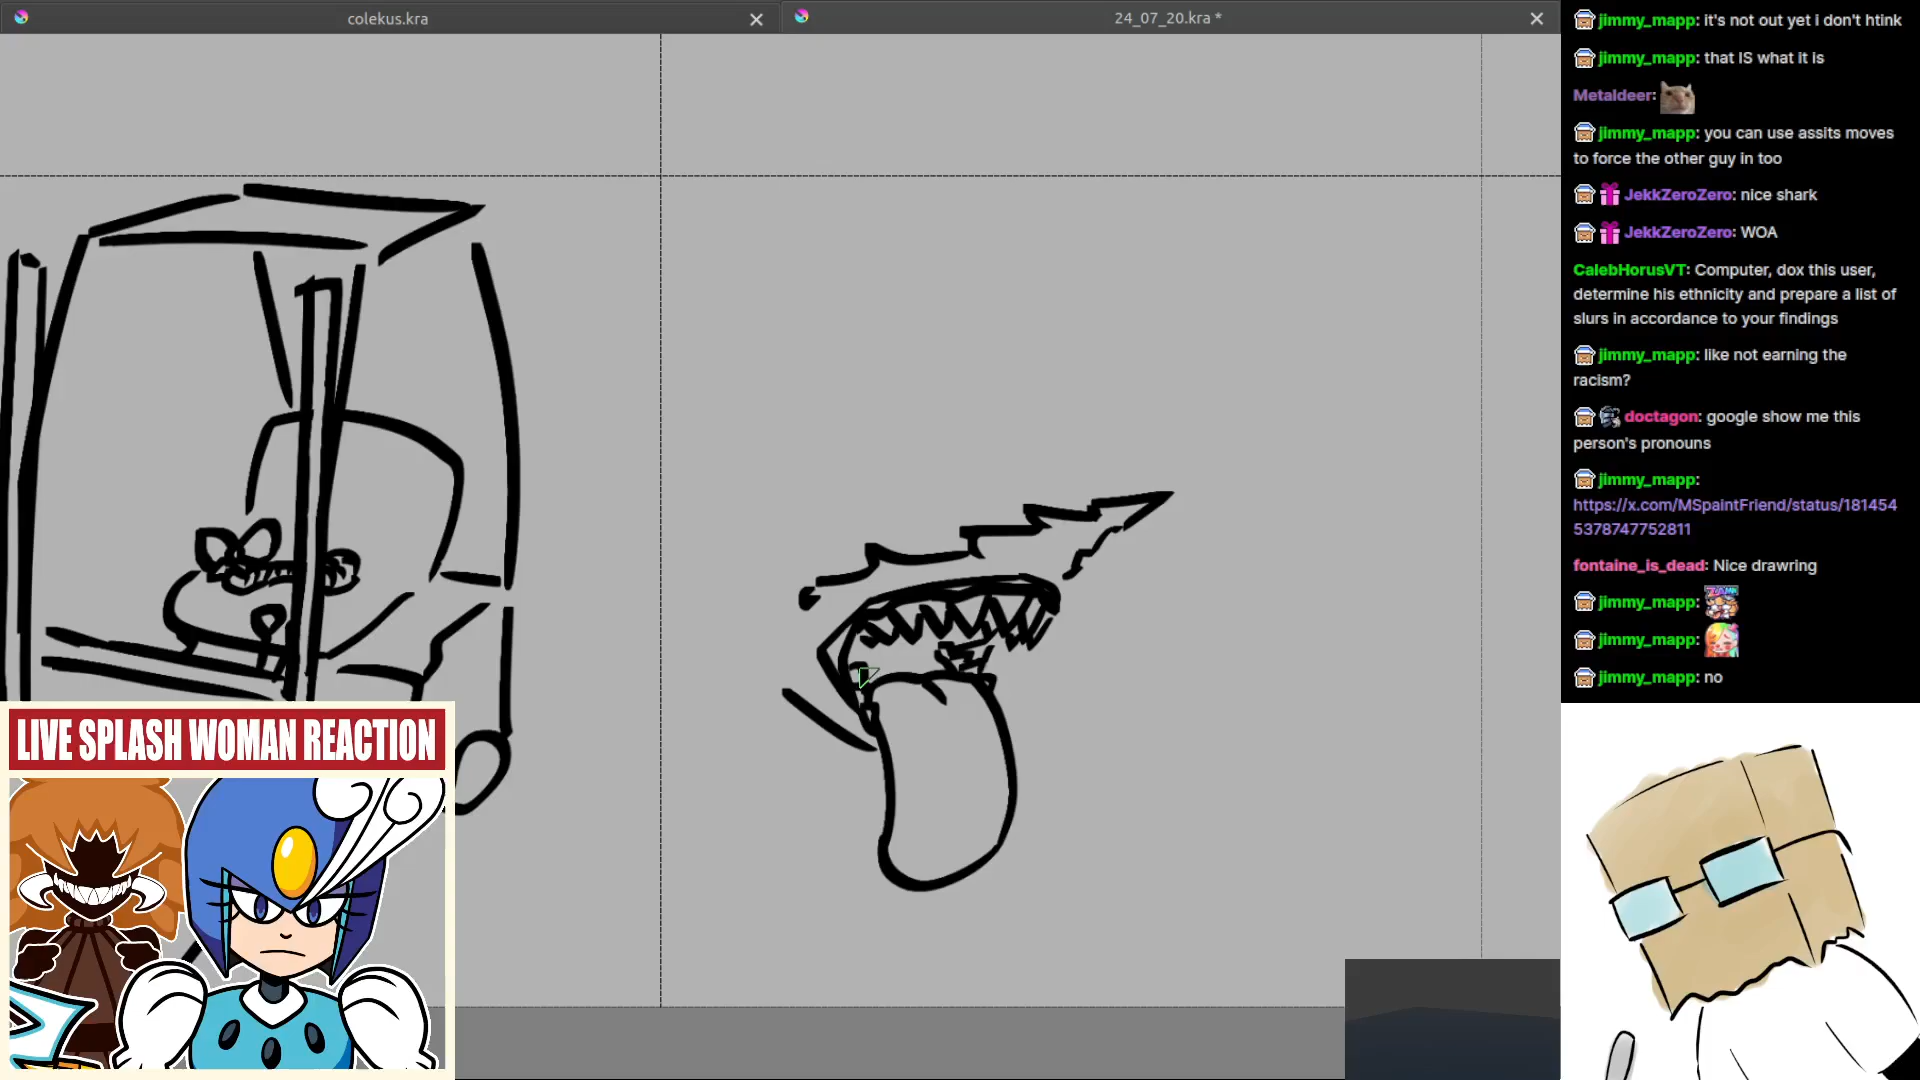 colekus.kra
24_07_20.kra *
jimmy_mapp: it's not out yet i don't htink
jimmy_mapp: that IS what it is
Metaldeer:
jimmy_mapp: you can use assits moves
to force the other guy in too
JekkZeroZero: nice shark
JekkZeroZero: WOA
CalebHorusVT: Computer, dox this user,
determine his ethnicity and prepare a list of
slurs in accordance to your findings
jimmy_mapp: like not earning the
racism?
doctagon: google show me this
person's pronouns
jimmy_mapp:
https://x.com/MSpaintFriend/status/181454
5378747752811
fontaine_is_dead: Nice drawring
jimmy_mapp:
jimmy_mapp:
jimmy_mapp: no
LIVE SPLASH WOMAN REACTION